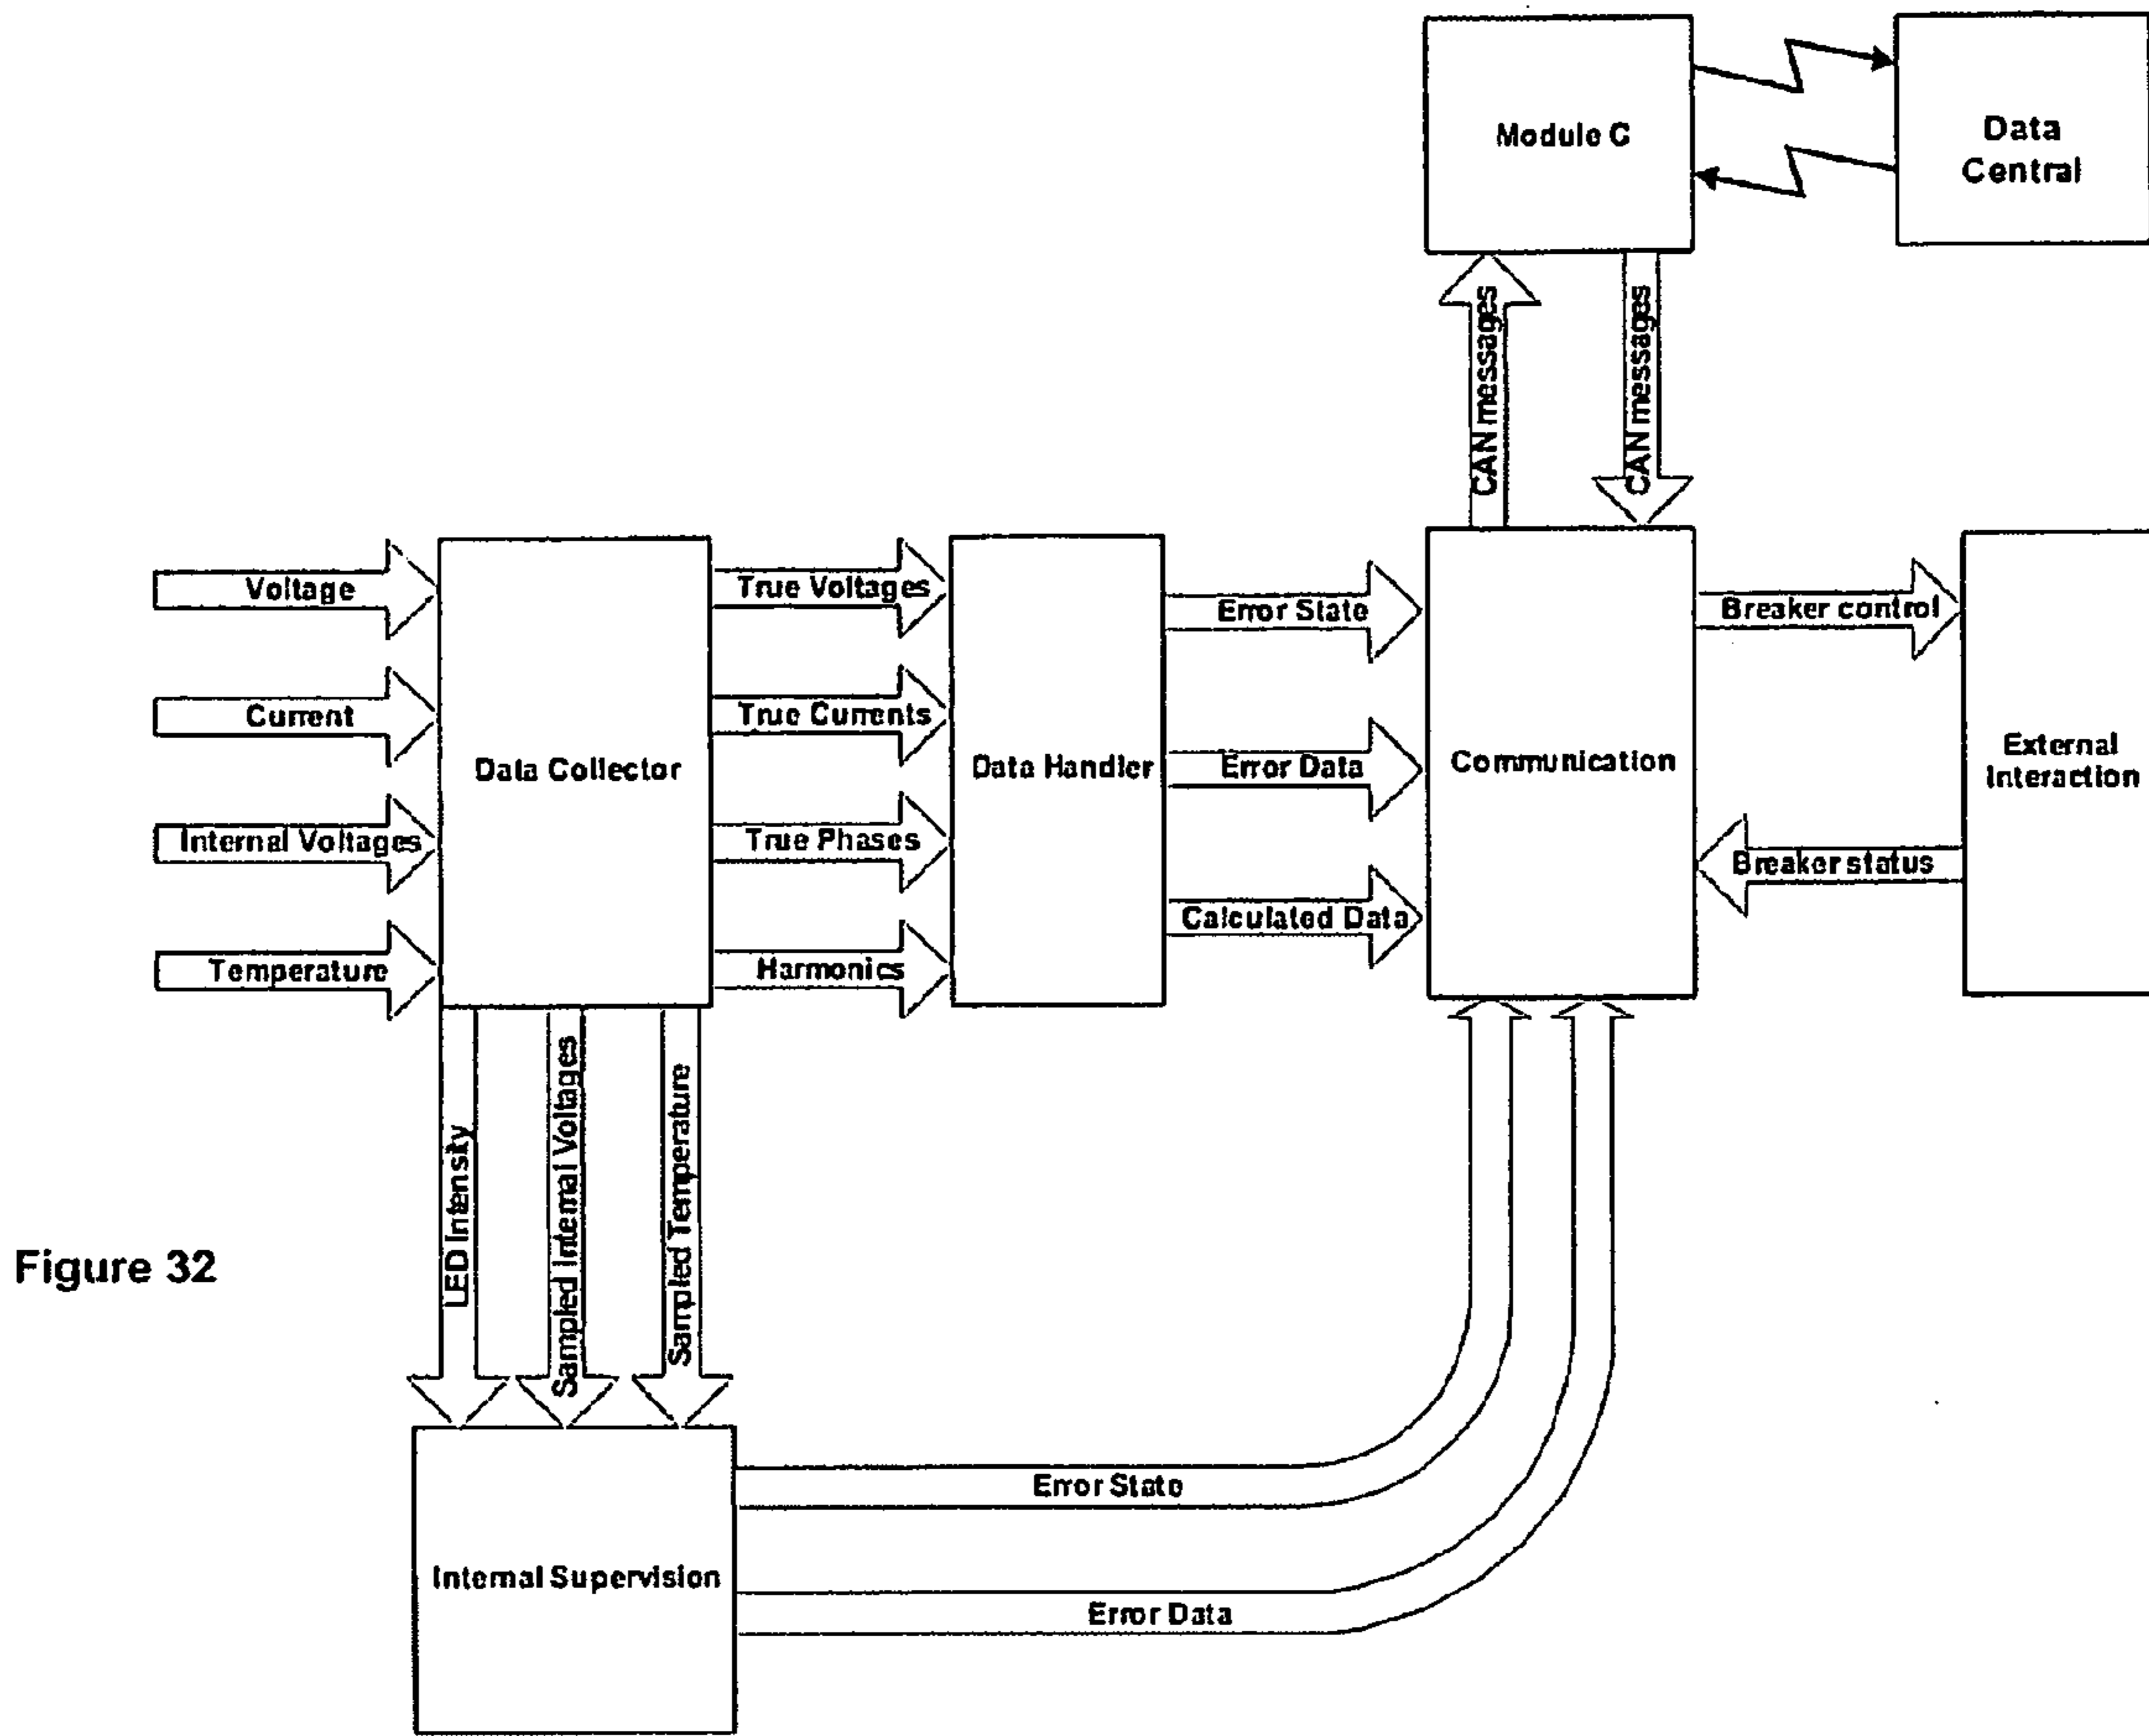 Module C
Data
Central
CAN messages
CAN messages
Voltage
True Voltages
Error State
Breaker control
Current
True Currents
Data Collector
Data Handler
Error Data
Communication
External
Interaction
Internal Voltages
True Phases
Breaker status
Calculated Data
Temperature
Harmonics
LED Intensity
Sampled Internal Voltages
Sampled Temperature
Figure 32
Error State
Internal Supervision
Error Data